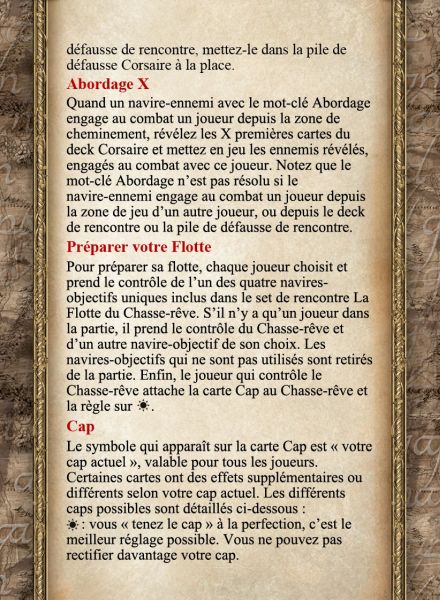 défausse de rencontre, mettez-le dans la pile de
défausse Corsaire à la place.
Abordage X
Quand un navire-ennemi avec le mot-clé Abordage
engage au combat un joueur depuis la zone de
cheminement, révélez les X premières cartes du
deck Corsaire et mettez en jeu les ennemis révélés,
engagés au combat avec ce joueur. Notez que le
mot-clé Abordage n’est pas résolu si le
navire-ennemi engage au combat un joueur depuis
la zone de jeu d’un autre joueur, ou depuis le deck
de rencontre ou la pile de défausse de rencontre.
Préparer votre Flotte
Pour préparer sa flotte, chaque joueur choisit et
prend le contrôle de l’un des quatre navires-
objectifs uniques inclus dans le set de rencontre La
Flotte du Chasse-rêve. S’il n’y a qu’un joueur dans
la partie, il prend le contrôle du Chasse-rêve et
d’un autre navire-objectif de son choix. Les
navires-objectifs qui ne sont pas utilisés sont retirés
de la partie. Enfin, le joueur qui contrôle le
Chasse-rêve attache la carte Cap au Chasse-rêve et
la règle sur ☀.
Cap
Le symbole qui apparaît sur la carte Cap est « votre
cap actuel », valable pour tous les joueurs.
Certaines cartes ont des effets supplémentaires ou
différents selon votre cap actuel. Les différents
caps possibles sont détaillés ci-dessous :
☀ : vous « tenez le cap » à la perfection, c’est le
meilleur réglage possible. Vous ne pouvez pas
rectifier davantage votre cap.